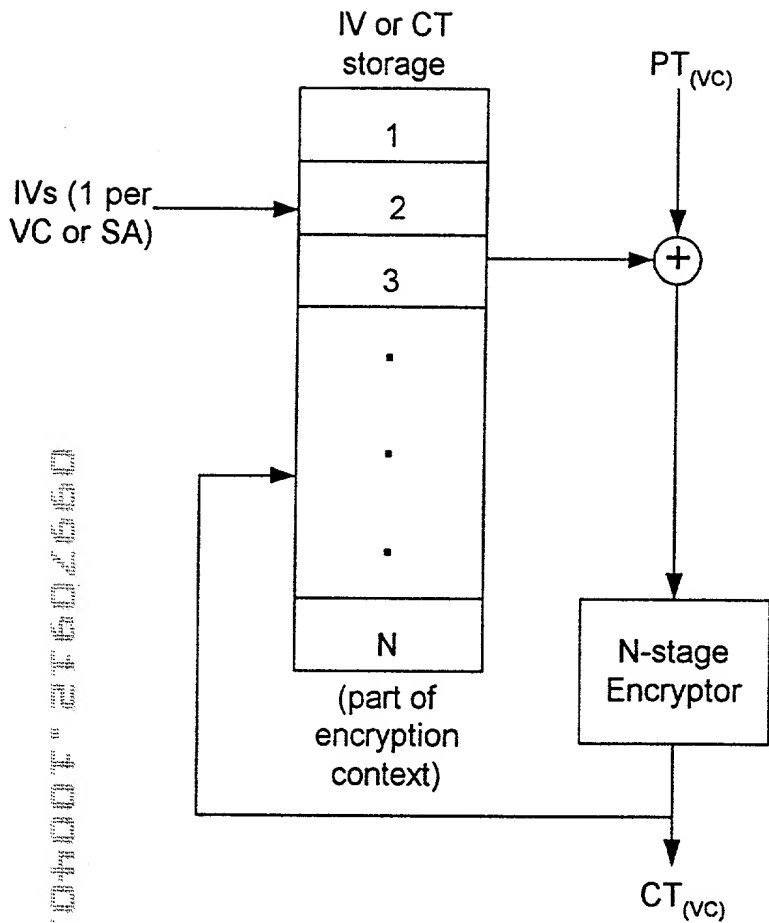 IV or CT
storage
PT(VC)
1
IVs (1 per
VC or SA)
2
+
3
N
N-stage
Encryptor
(part of
encryption
context)
CT(VC)